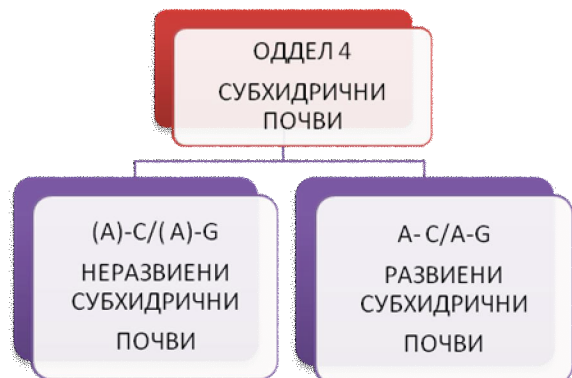 ОДДЕЛ 4
СУБХИДРИЧНИ
ПОЧВИ
(А)-С/( А)-G
НЕРАЗВИЕНИ
СУБХИДРИЧНИ
ПОЧВИ
А- С/А-G
РАЗВИЕНИ
СУБХИДРИЧНИ
ПОЧВИ